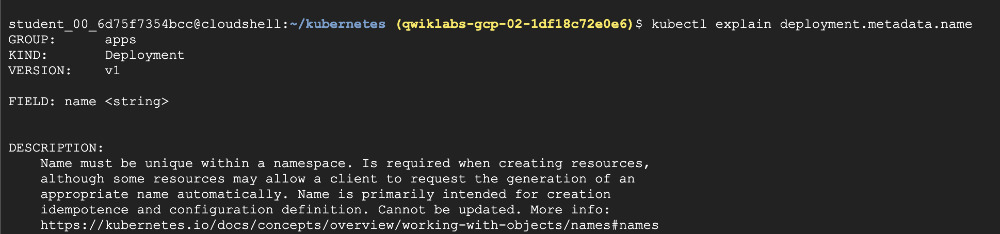 student_00_6d75f7354bcc@cloudshell:~/kubernetes (qwiklabs-gcp-02-1df18c72e0e6)$ kubectl explain deployment.metadata.name
GROUP:      apps
KIND:       Deployment
VERSION:    v1
FIELD: name <string>
DESCRIPTION:
    Name must be unique within a namespace. Is required when creating resources,
    although some resources may allow a client to request the generation of an
    appropriate name automatically. Name is primarily intended for creation
    idempotence and configuration definition. Cannot be updated. More info:
    https://kubernetes.io/docs/concepts/overview/working-with-objects/names#names